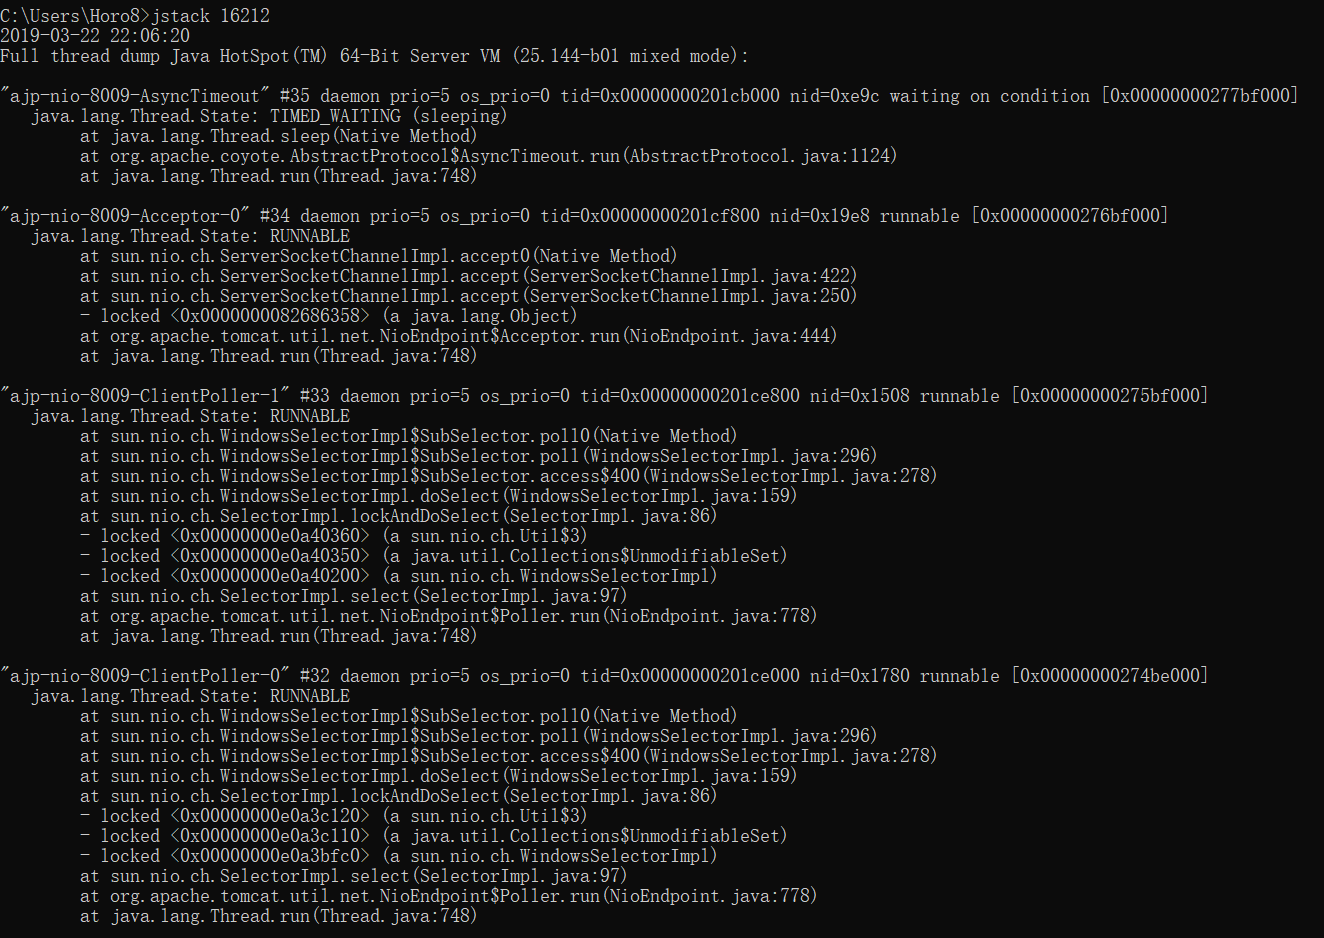 C:\Users\Horo8>jstack 16212
2019-03-22 22:06:20
Full thread dump Java HotSpot(TM) 64-Bit Server VM (25.144-b01 mixed mode):

"ajp-nio-8009-AsyncTimeout" #35 daemon prio=5 os_prio=0 tid=0x00000000201cb000 nid=0xe9c waiting on condition [0x00000000277bf000]
   java.lang.Thread.State: TIMED_WAITING (sleeping)
        at java.lang.Thread.sleep(Native Method)
        at org.apache.coyote.AbstractProtocol$AsyncTimeout.run(AbstractProtocol.java:1124)
        at java.lang.Thread.run(Thread.java:748)

"ajp-nio-8009-Acceptor-0" #34 daemon prio=5 os_prio=0 tid=0x00000000201cf800 nid=0x19e8 runnable [0x00000000276bf000]
   java.lang.Thread.State: RUNNABLE
        at sun.nio.ch.ServerSocketChannelImpl.accept0(Native Method)
        at sun.nio.ch.ServerSocketChannelImpl.accept(ServerSocketChannelImpl.java:422)
        at sun.nio.ch.ServerSocketChannelImpl.accept(ServerSocketChannelImpl.java:250)
        - locked <0x0000000082686358> (a java.lang.Object)
        at org.apache.tomcat.util.net.NioEndpoint$Acceptor.run(NioEndpoint.java:444)
        at java.lang.Thread.run(Thread.java:748)

"ajp-nio-8009-ClientPoller-1" #33 daemon prio=5 os_prio=0 tid=0x00000000201ce800 nid=0x1508 runnable [0x00000000275bf000]
   java.lang.Thread.State: RUNNABLE
        at sun.nio.ch.WindowsSelectorImpl$SubSelector.poll0(Native Method)
        at sun.nio.ch.WindowsSelectorImpl$SubSelector.poll(WindowsSelectorImpl.java:296)
        at sun.nio.ch.WindowsSelectorImpl$SubSelector.access$400(WindowsSelectorImpl.java:278)
        at sun.nio.ch.WindowsSelectorImpl.doSelect(WindowsSelectorImpl.java:159)
        at sun.nio.ch.SelectorImpl.lockAndDoSelect(SelectorImpl.java:86)
        - locked <0x00000000e0a40360> (a sun.nio.ch.Util$3)
        - locked <0x00000000e0a40350> (a java.util.Collections$UnmodifiableSet)
        - locked <0x00000000e0a40200> (a sun.nio.ch.WindowsSelectorImpl)
        at sun.nio.ch.SelectorImpl.select(SelectorImpl.java:97)
        at org.apache.tomcat.util.net.NioEndpoint$Poller.run(NioEndpoint.java:778)
        at java.lang.Thread.run(Thread.java:748)

"ajp-nio-8009-ClientPoller-0" #32 daemon prio=5 os_prio=0 tid=0x00000000201ce000 nid=0x1780 runnable [0x00000000274be000]
   java.lang.Thread.State: RUNNABLE
        at sun.nio.ch.WindowsSelectorImpl$SubSelector.poll0(Native Method)
        at sun.nio.ch.WindowsSelectorImpl$SubSelector.poll(WindowsSelectorImpl.java:296)
        at sun.nio.ch.WindowsSelectorImpl$SubSelector.access$400(WindowsSelectorImpl.java:278)
        at sun.nio.ch.WindowsSelectorImpl.doSelect(WindowsSelectorImpl.java:159)
        at sun.nio.ch.SelectorImpl.lockAndDoSelect(SelectorImpl.java:86)
        - locked <0x00000000e0a3c120> (a sun.nio.ch.Util$3)
        - locked <0x00000000e0a3c110> (a java.util.Collections$UnmodifiableSet)
        - locked <0x00000000e0a3bfc0> (a sun.nio.ch.WindowsSelectorImpl)
        at sun.nio.ch.SelectorImpl.select(SelectorImpl.java:97)
        at org.apache.tomcat.util.net.NioEndpoint$Poller.run(NioEndpoint.java:778)
        at java.lang.Thread.run(Thread.java:748)